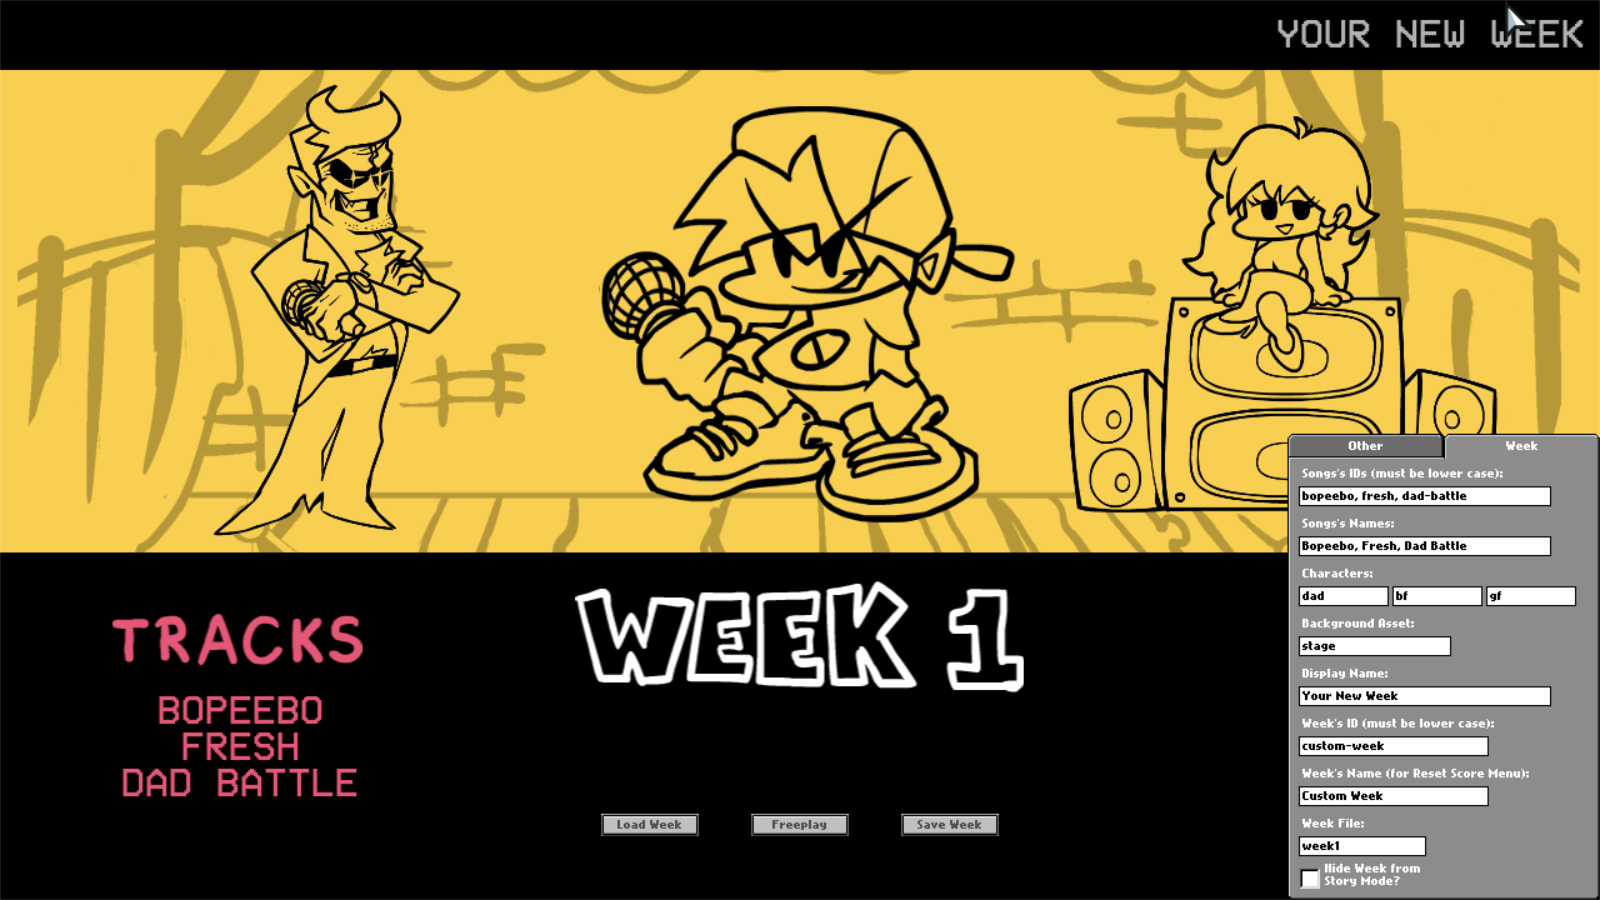 YOUR NEW WEEK
TRACKS
BOPEEBO
FRESH
DAD BATTLE
WEEK 1
Load Week
Freeplay
Save Week
Other
Week
Songs's IDs (must be lower case):
bopeebo, fresh, dad-battle
Songs's Names:
Bopeebo, Fresh, Dad Battle
Characters:
dad
bf
gf
Background Asset:
stage
Display Name:
Your New Week
Week's ID (must be lower case):
custom-week
Week's Name (for Reset Score Menu):
Custom Week
Week File:
week1
Hide Week from
Story Mode?